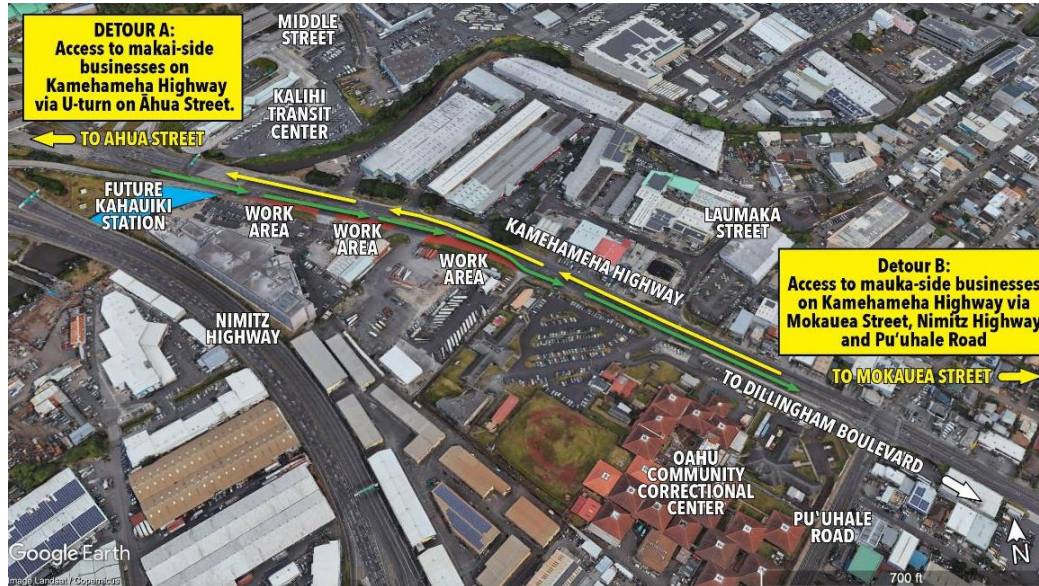 DETOUR A:
Access to makai-side
businesses on
Kamehameha Highway
via U-turn on Āhua Street.
MIDDLE
STREET
KALIHI
TRANSIT
CENTER
TO AHUA STREET
FUTURE
KAHAUIKI
STATION
WORK
AREA
WORK
AREA
WORK
AREA
KAMEHAMEHA HIGHWAY
LAUMAKA
STREET
Detour B:
Access to mauka-side businesses
on Kamehameha Highway via
Mokauea Street, Nimitz Highway
and Pu‘uhale Road
TO MOKAUEA STREET
NIMITZ
HIGHWAY
TO DILLINGHAM BOULEVARD
OAHU
COMMUNITY
CORRECTIONAL
CENTER
PU‘UHALE
ROAD
N
Google Earth
Image Landsat / Copernicus
700 ft